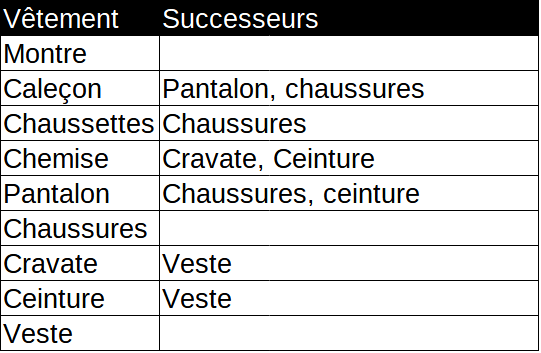 Vêtement Successeurs
Montre
Caleçon Pantalon, chaussures
Chaussettes Chaussures
Chemise Cravate, Ceinture
Pantalon Chaussures, ceinture
Chaussures
Cravate Veste
Ceinture Veste
Veste